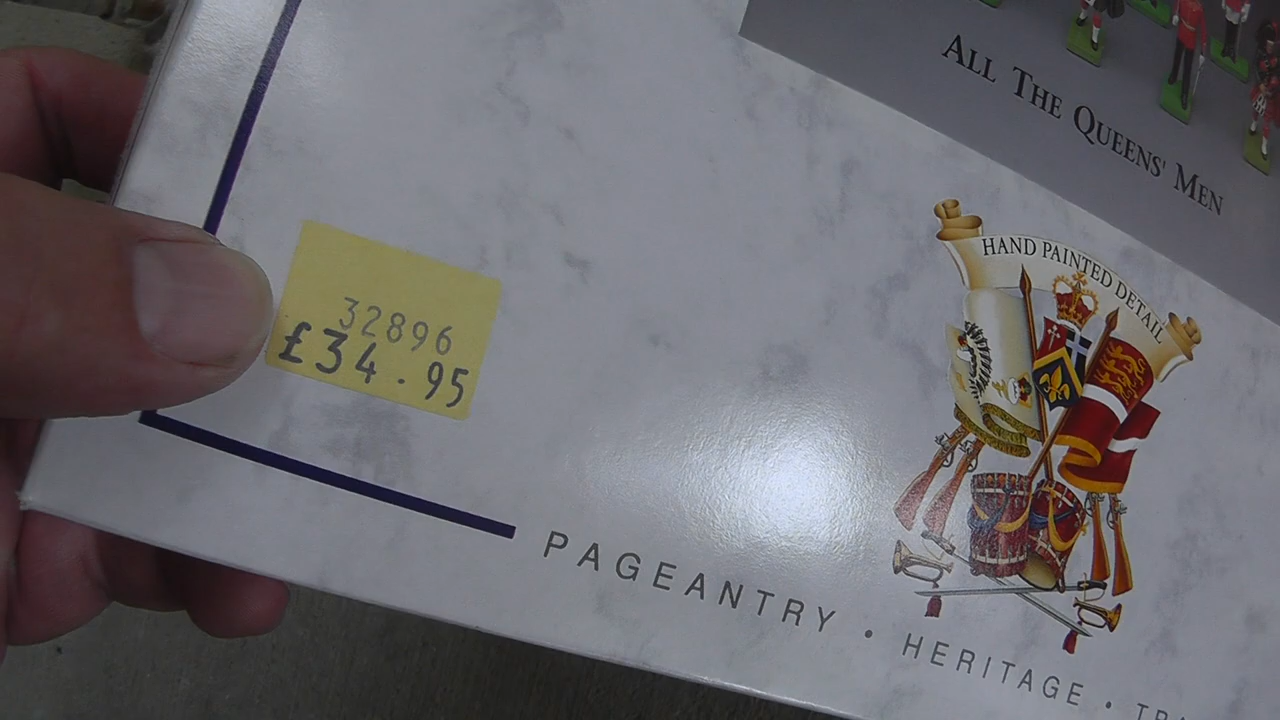 ALL THE QUEENS' MEN
HAND PAINTED DETAIL
32896
£34.95
PAGEANTRY • HERITAGE •